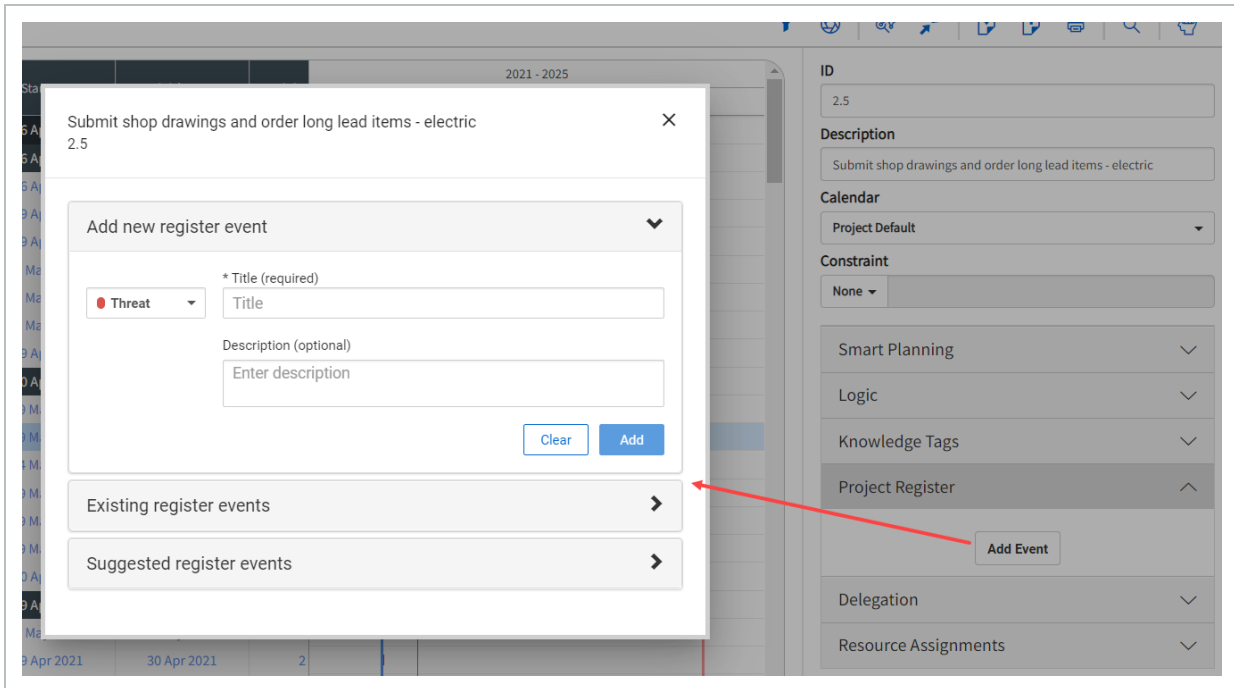 2021 - 2025
Submit shop drawings and order long lead items - electric
2.5
Add new register event
* Title (required)
Threat
Title
Description (optional)
Enter description
Clear
Add
Existing register events
Suggested register events
9 Apr 2021
30 Apr 2021
2
ID
2.5
Description
Submit shop drawings and order long lead items - electric
Calendar
Project Default
Constraint
None
Smart Planning
Logic
Knowledge Tags
Project Register
Add Event
Delegation
Resource Assignments